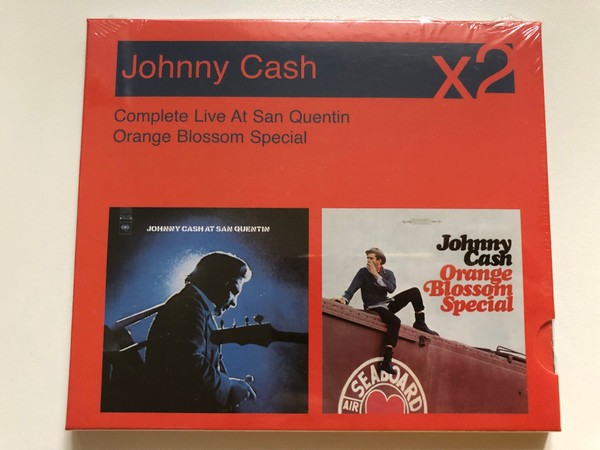 Johnny Cash
x2
Complete Live At San Quentin
Orange Blossom Special
JOHNNY CASH AT SAN QUENTIN
Johnny
Cash
Orange
Blossom
Special
SEABOARD
AIR